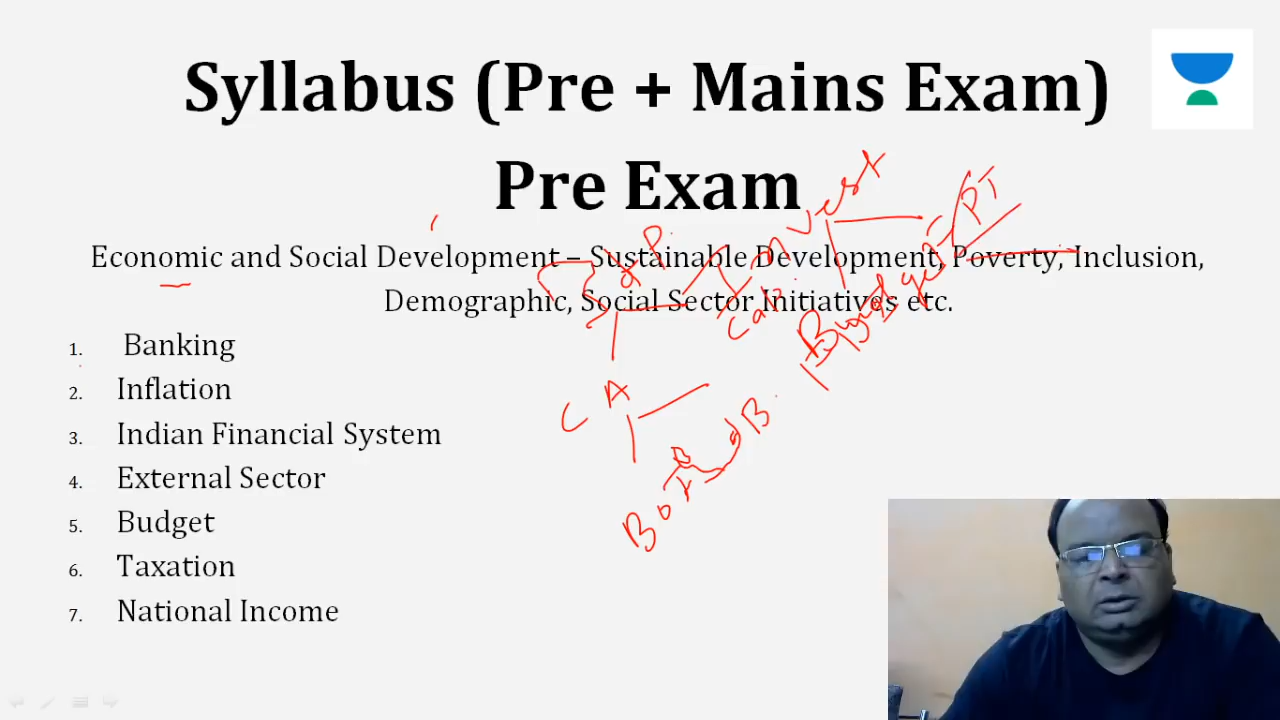 Syllabus (Pre + Mains Exam)
Pre Exam
Economic and Social Development – Sustainable Development, Poverty, Inclusion,
Demographic, Social Sector Initiatives etc.
1. Banking
2. Inflation
3. Indian Financial System
4. External Sector
5. Budget
6. Taxation
7. National Income
Invest
PT
Budget
CA
B.